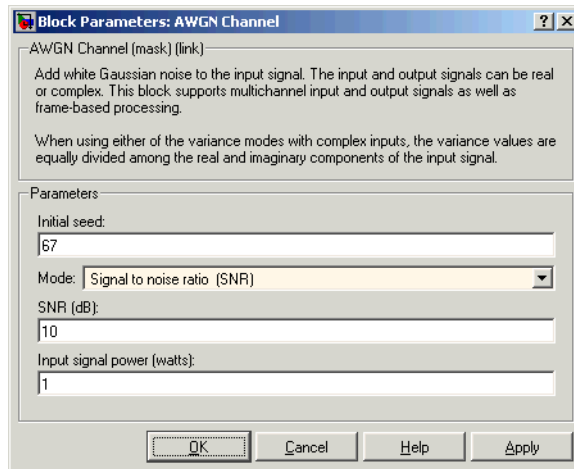 Block Parameters: AWGN Channel
AWGN Channel (mask) (link)
Add white Gaussian noise to the input signal. The input and output signals can be real
or complex. This block supports multichannel input and output signals as well as
frame-based processing.
When using either of the variance modes with complex inputs, the variance values are
equally divided among the real and imaginary components of the input signal.
Parameters
Initial seed:
67
Mode: Signal to noise ratio (SNR)
SNR (dB):
10
Input signal power (watts):
1
OK Cancel Help Apply